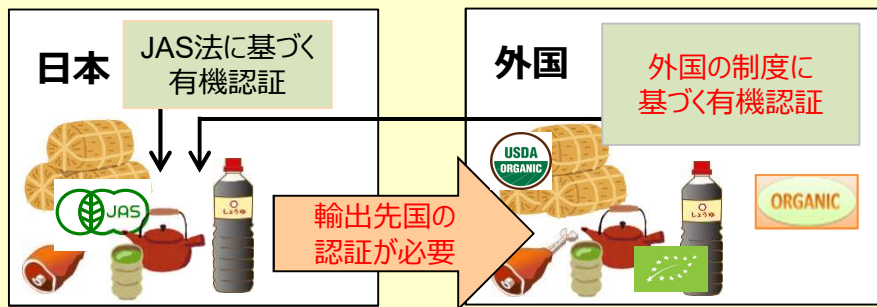 日本
JAS法に基づく
有機認証
外国
外国の制度に
基づく有機認証
JAS
しょうゆ
輸出先国の
認証が必要
USDA
ORGANIC
しょうゆ
ORGANIC